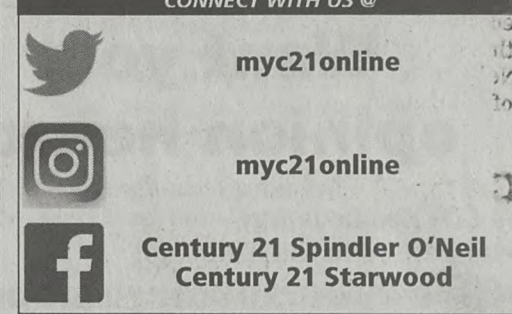 CONNECT WITH US @
myc21online
myc21online
Century 21 Spindler O'Neil
Century 21 Starwood